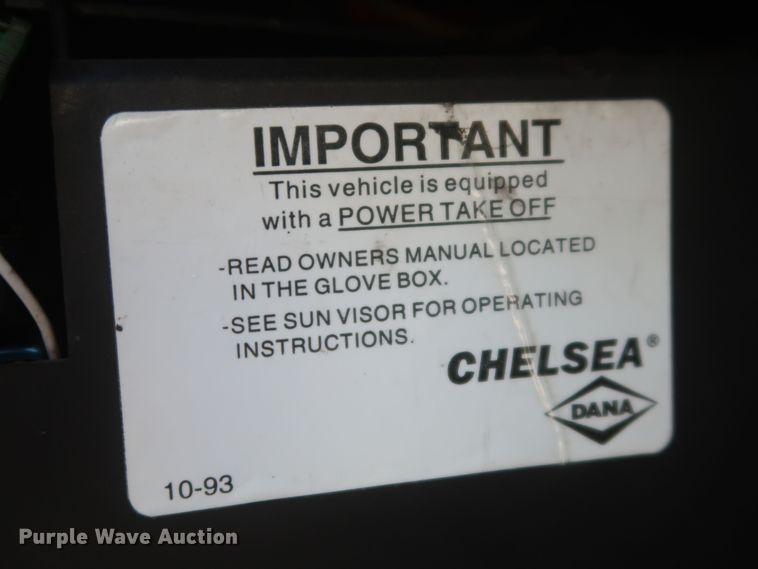 IMPORTANT
This vehicle is equipped
with a POWER TAKE OFF
-READ OWNERS MANUAL LOCATED
IN THE GLOVE BOX.
-SEE SUN VISOR FOR OPERATING
INSTRUCTIONS.
CHELSEA®
DANA
10-93
Purple Wave Auction